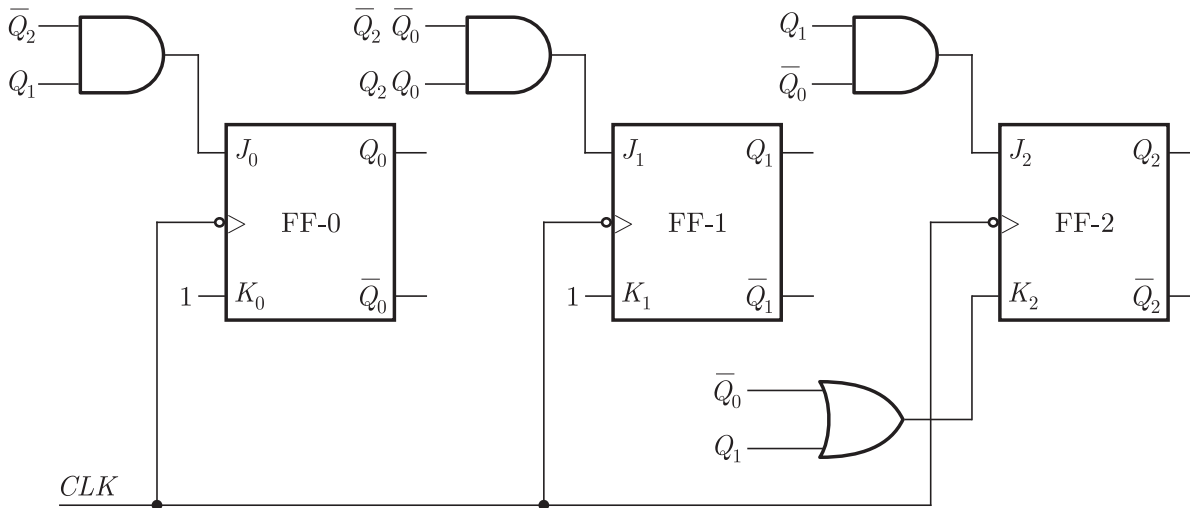 Q̅₂
Q₁
Q̅₂ Q̅₀
Q₂ Q₀
Q₁
Q̅₀
J₀
Q₀
FF-0
1
K₀
Q̅₀
J₁
Q₁
FF-1
1
K₁
Q̅₁
J₂
Q₂
FF-2
K₂
Q̅₂
Q̅₀
Q₁
CLK